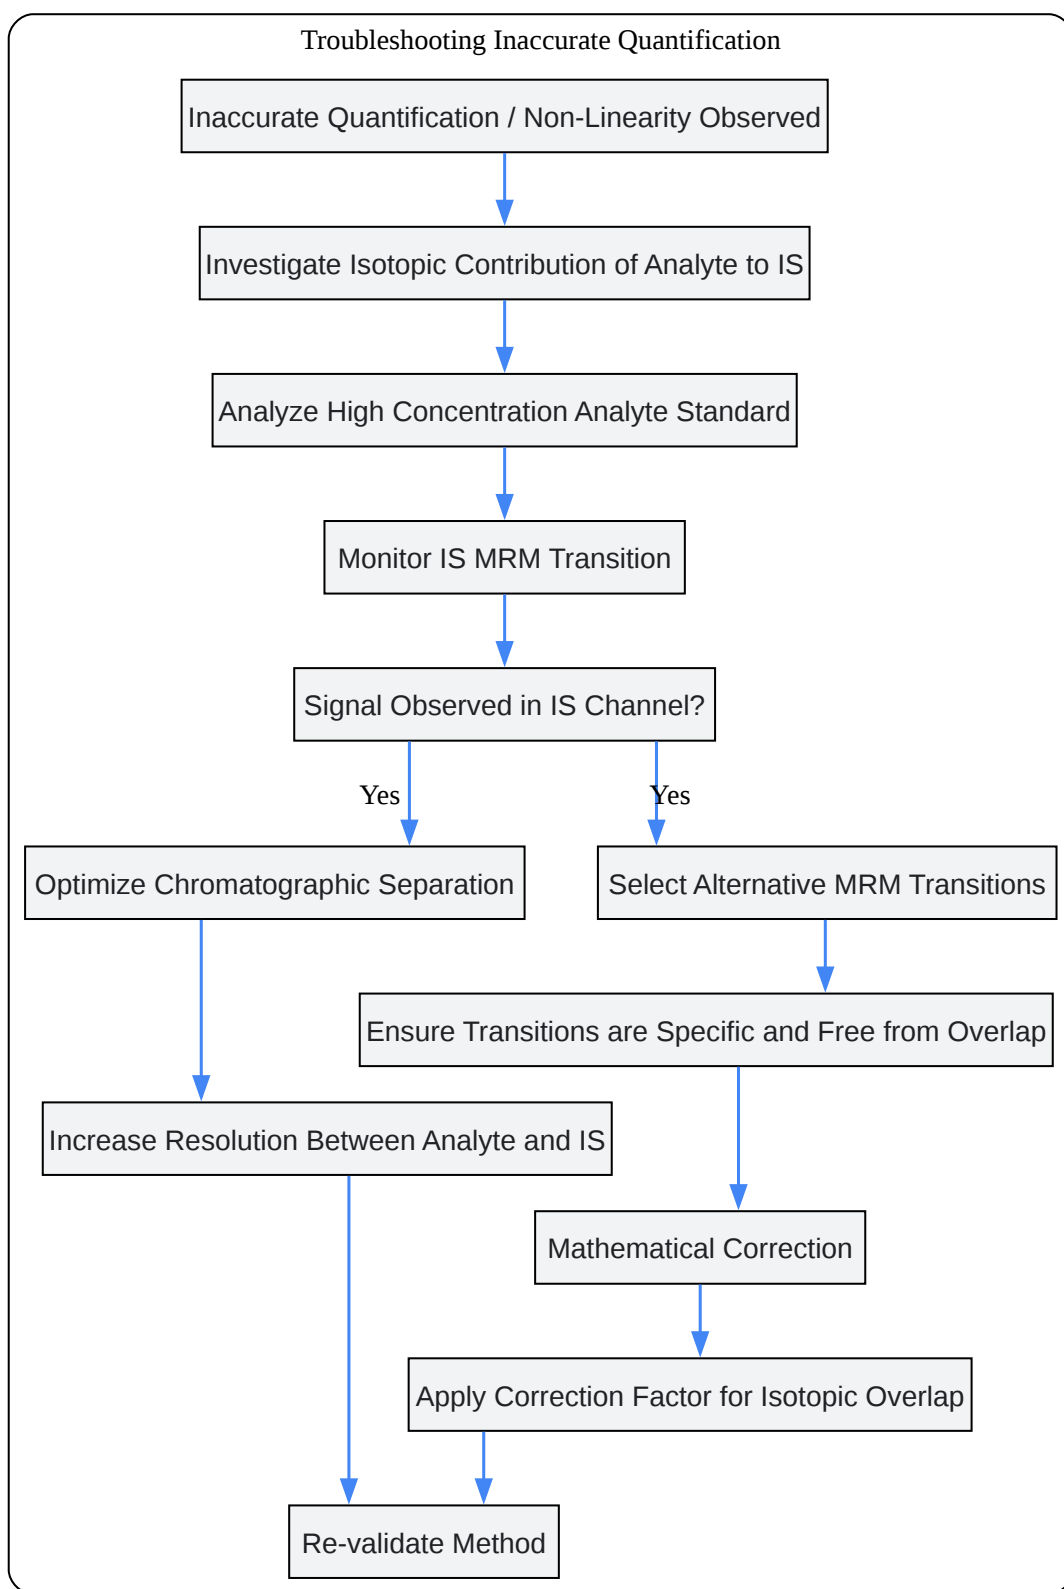 Troubleshooting Inaccurate Quantification
Inaccurate Quantification / Non-Linearity Observed
Investigate Isotopic Contribution of Analyte to IS
Analyze High Concentration Analyte Standard
Monitor IS MRM Transition
Signal Observed in IS Channel?
Yes
Yes
Optimize Chromatographic Separation
Select Alternative MRM Transitions
Ensure Transitions are Specific and Free from Overlap
Increase Resolution Between Analyte and IS
Mathematical Correction
Apply Correction Factor for Isotopic Overlap
Re-validate Method